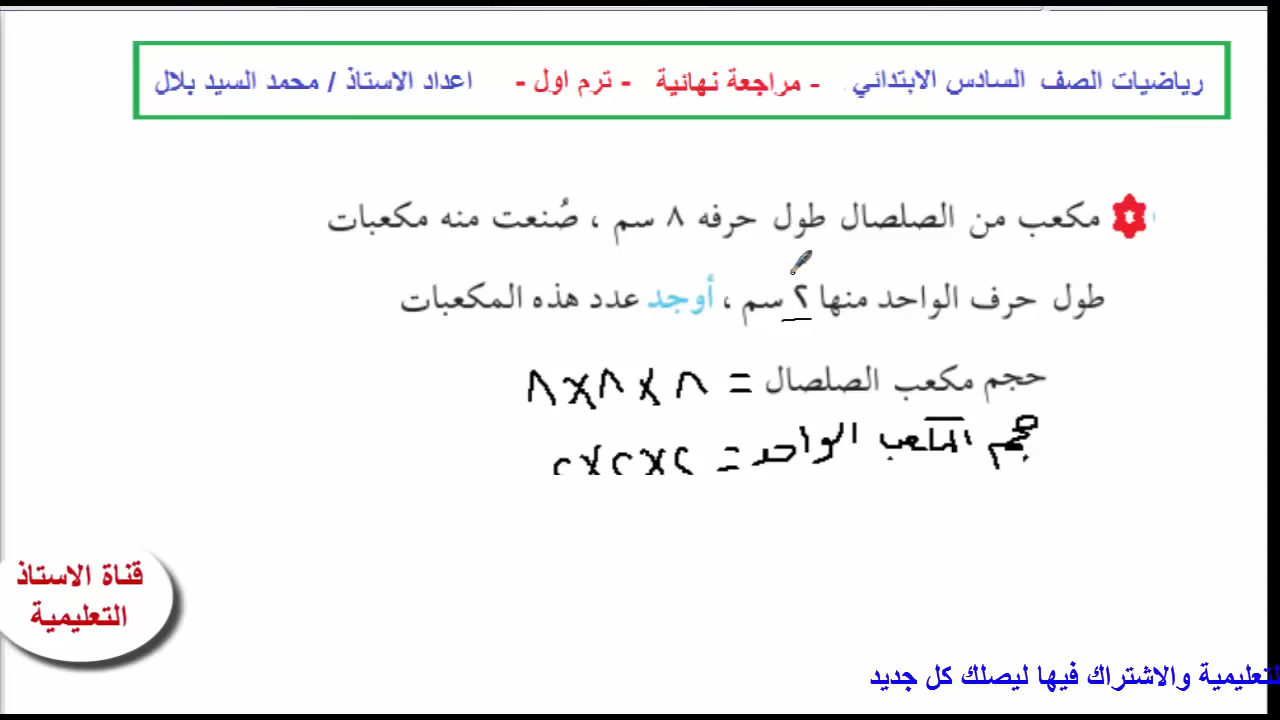 رياضيات الصف السادس الابتدائي - مراجعة نهائية - ترم اول - اعداد الاستاذ / محمد السيد بلال
مكعب من الصلصال طول حرفه ٨ سم ، صُنعت منه مكعبات
طول حرف الواحد منها ٢ سم ، أوجد عدد هذه المكعبات
حجم مكعب الصلصال = ٨ × ٨ × ٨
حجم المكعب الواحد = ٢ × ٢ × ٢
قناة الاستاذ
التعليمية
لتعليمية والاشتراك فيها ليصلك كل جديد